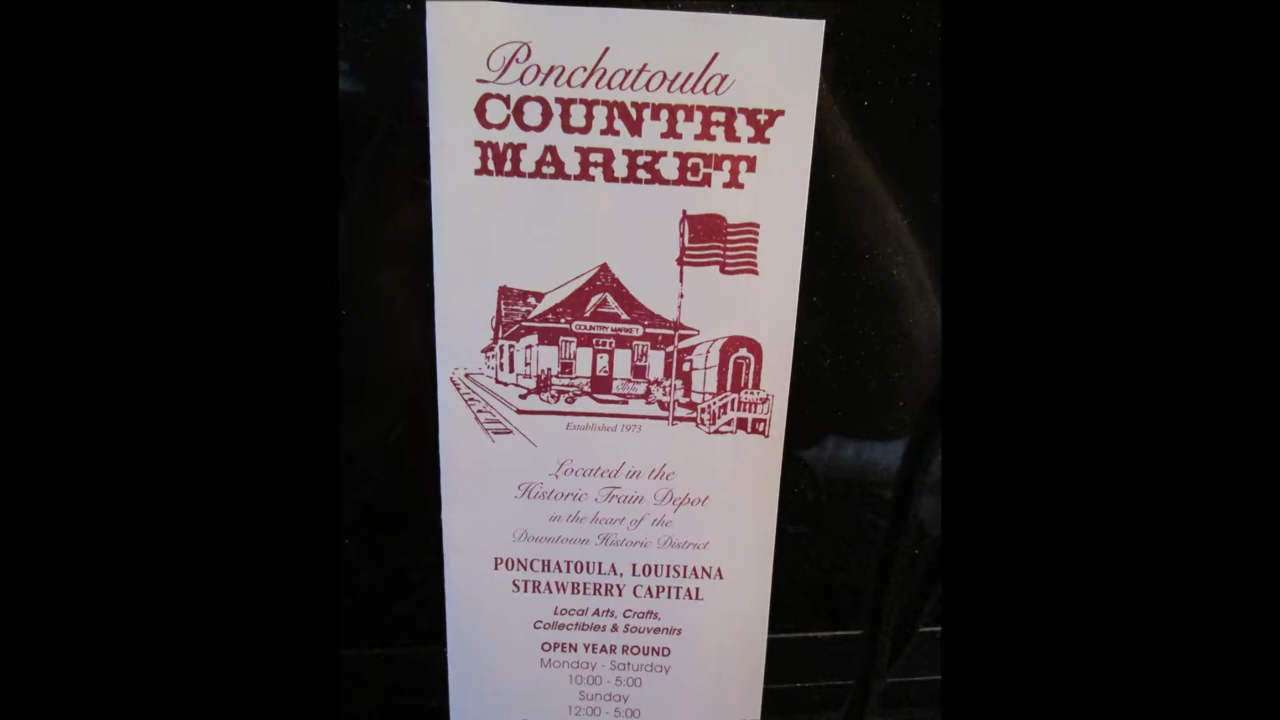 Ponchatoula
COUNTRY
MARKET
COUNTRY MARKET
Established 1973
Located in the
Historic Train Depot
in the heart of the
Downtown Historic District
PONCHATOULA, LOUISIANA
STRAWBERRY CAPITAL
Local Arts, Crafts,
Collectibles & Souvenirs
OPEN YEAR ROUND
Monday - Saturday
10:00 - 5:00
Sunday
12:00 - 5:00